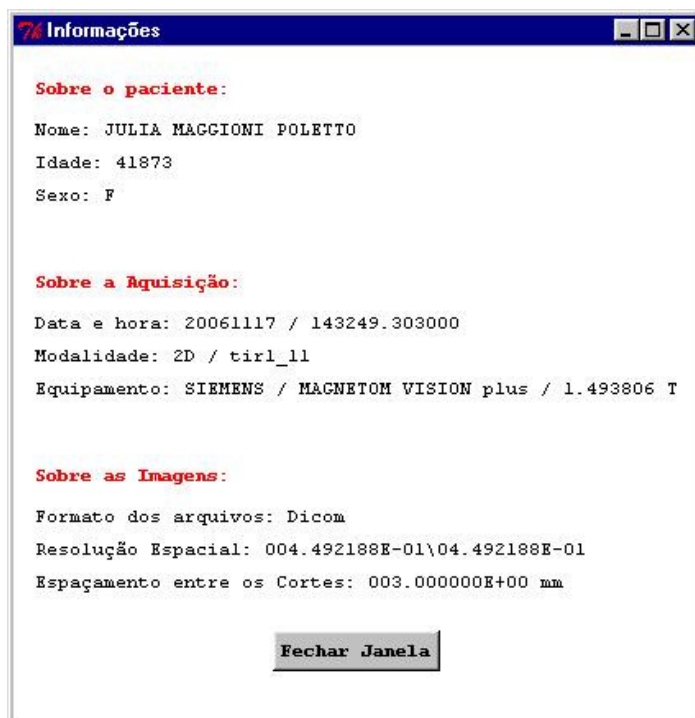 Informações
Sobre o paciente:
Nome: JULIA MAGGIONI POLETTO
Idade: 41873
Sexo: F
Sobre a Aquisição:
Data e hora: 20061117 / 143249.303000
Modalidade: 2D / tirl_11
Equipamento: SIEMENS / MAGNETOM VISION plus / 1.493806 T
Sobre as Imagens:
Formato dos arquivos: Dicom
Resolução Espacial: 004.492188E-01\04.492188E-01
Espaçamento entre os Cortes: 003.000000E+00 mm
Fechar Janela